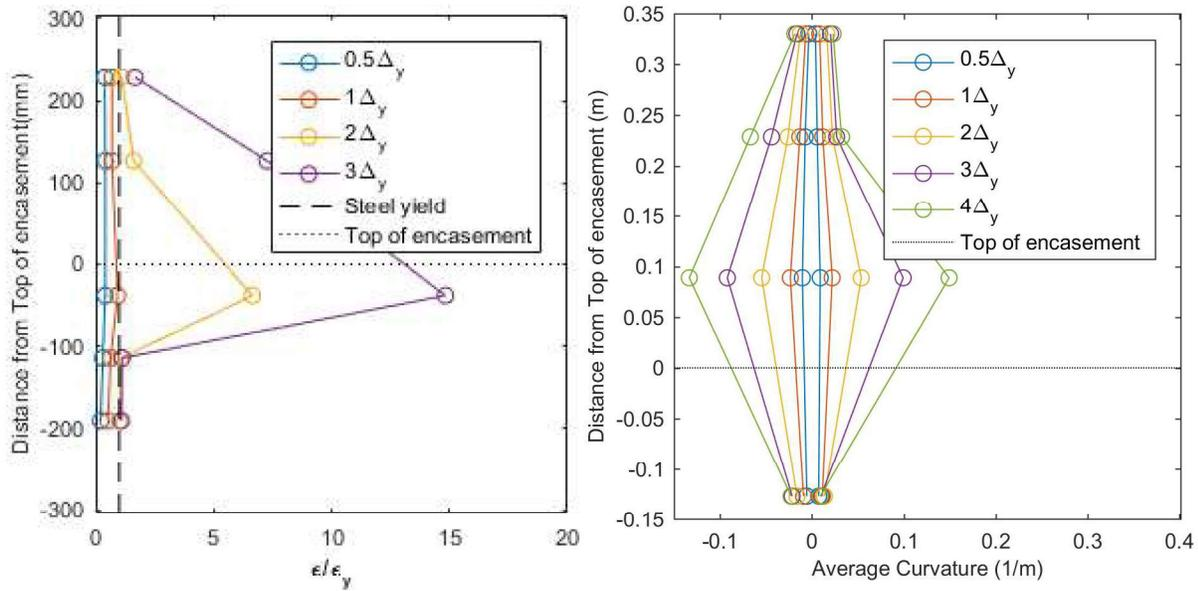 300
200
100
0
-100
-200
-300
Distance from Top of encasement(mm)
0.5Δy
1Δy
2Δy
3Δy
Steel yield
Top of encasement
0 5 10 15 20
ϵ/ϵy
0.35
0.3
0.25
0.2
0.15
0.1
0.05
0
-0.05
-0.1
-0.15
Distance from Top of encasement (m)
0.5Δy
1Δy
2Δy
3Δy
4Δy
Top of encasement
-0.1 0 0.1 0.2 0.3 0.4
Average Curvature (1/m)